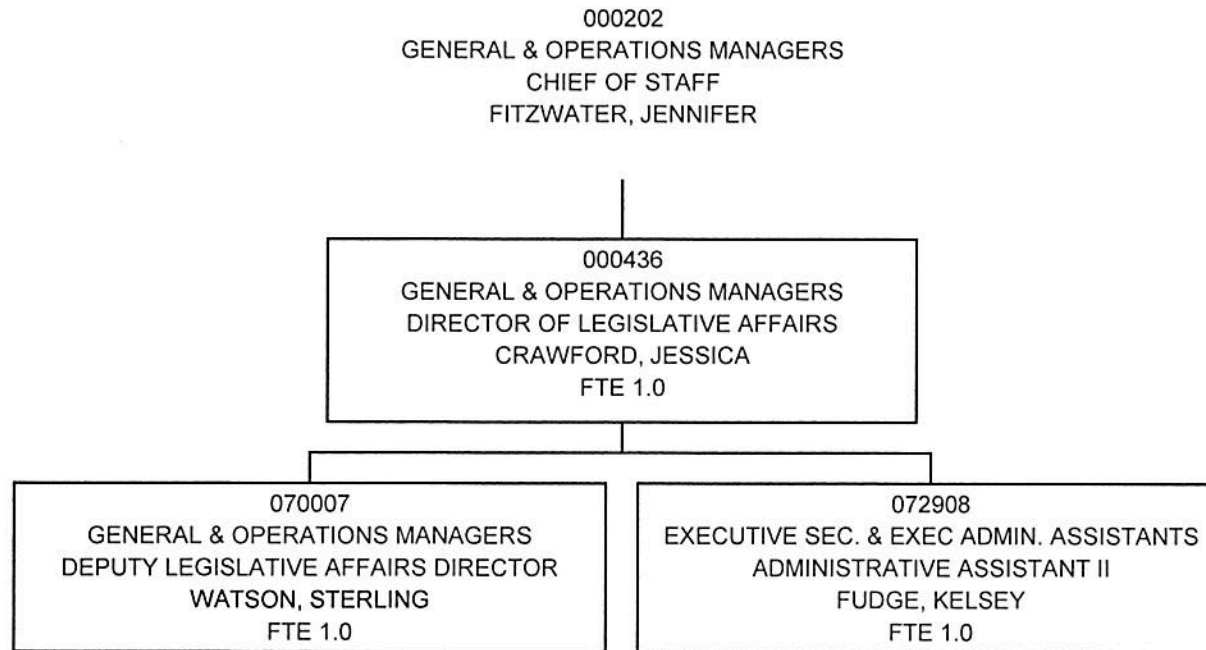 000202
GENERAL & OPERATIONS MANAGERS
CHIEF OF STAFF
FITZWATER, JENNIFER
000436
GENERAL & OPERATIONS MANAGERS
DIRECTOR OF LEGISLATIVE AFFAIRS
CRAWFORD, JESSICA
FTE 1.0
070007
GENERAL & OPERATIONS MANAGERS
DEPUTY LEGISLATIVE AFFAIRS DIRECTOR
WATSON, STERLING
FTE 1.0
072908
EXECUTIVE SEC. & EXEC ADMIN. ASSISTANTS
ADMINISTRATIVE ASSISTANT II
FUDGE, KELSEY
FTE 1.0